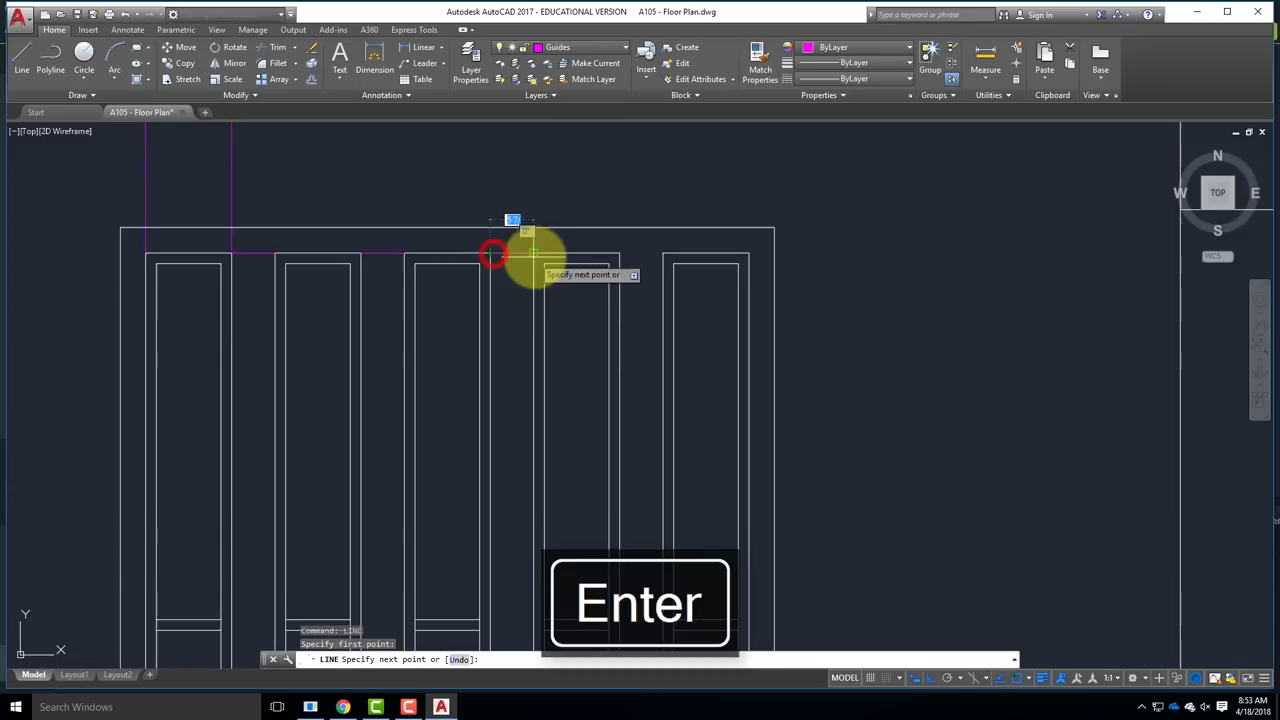 Autodesk AutoCAD 2017 - EDUCATIONAL VERSION A105 - Floor Plan.dwg
Type a keyword or phrase
Sign In
Home Insert Annotate Parametric View Manage Output Add-ins A360 Express Tools
Line Polyline Circle Arc
Move Rotate Trim
Copy Mirror Fillet
Stretch Scale Array
Text Dimension
Linear
Leader
Table
Layer Properties
Guides
Make Current
Match Layer
Insert
Create
Edit
Edit Attributes
Match Properties
ByLayer
ByLayer
ByLayer
Group Measure Paste Base
Draw Modify Annotation Layers Block Properties Groups Utilities Clipboard View
Start A105 - Floor Plan*
[−][Top][2D Wireframe]
N
W TOP E
S
WCS
Specify next point or
Enter
Y
X
Command: LINE
Specify first point:
LINE Specify next point or [Undo]:
Model Layout1 Layout2
MODEL
1:1
Search Windows
8:53 AM
4/18/2018